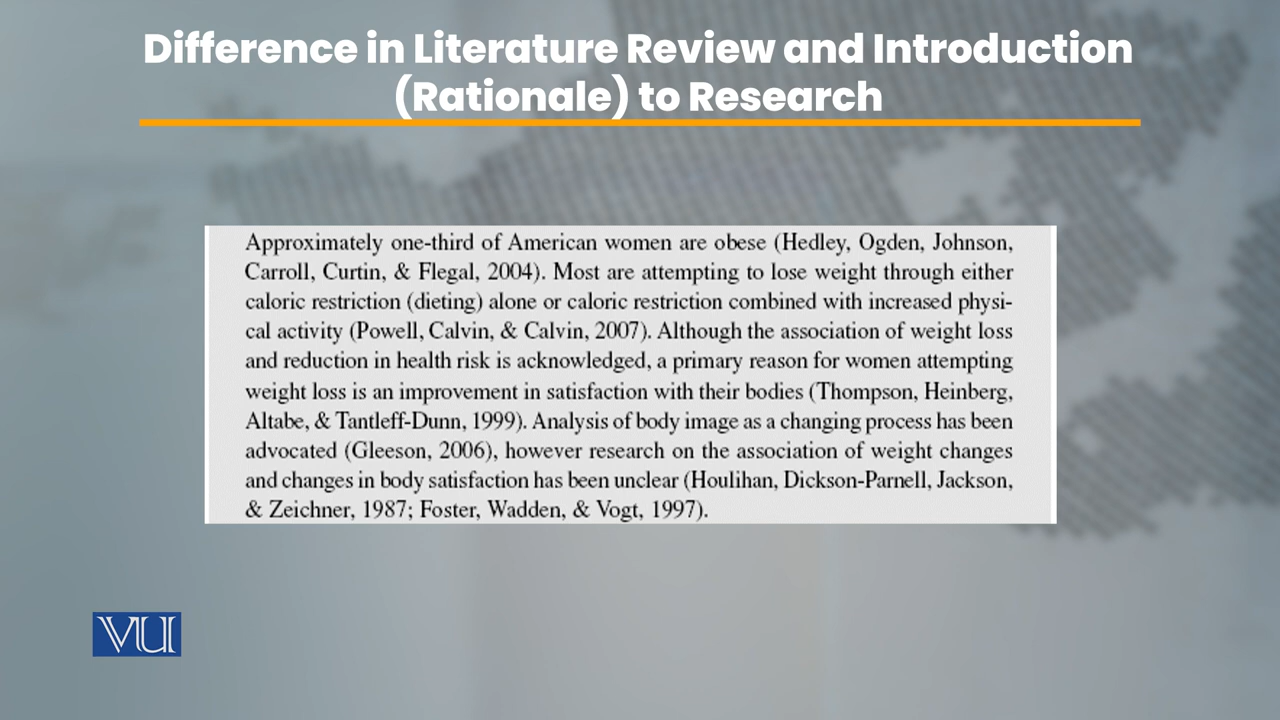 Difference in Literature Review and Introduction
(Rationale) to Research
Approximately one-third of American women are obese (Hedley, Ogden, Johnson,
Carroll, Curtin, & Flegal, 2004). Most are attempting to lose weight through either
caloric restriction (dieting) alone or caloric restriction combined with increased physi-
cal activity (Powell, Calvin, & Calvin, 2007). Although the association of weight loss
and reduction in health risk is acknowledged, a primary reason for women attempting
weight loss is an improvement in satisfaction with their bodies (Thompson, Heinberg,
Altabe, & Tantleff-Dunn, 1999). Analysis of body image as a changing process has been
advocated (Gleeson, 2006), however research on the association of weight changes
and changes in body satisfaction has been unclear (Houlihan, Dickson-Parnell, Jackson,
& Zeichner, 1987; Foster, Wadden, & Vogt, 1997).
VU